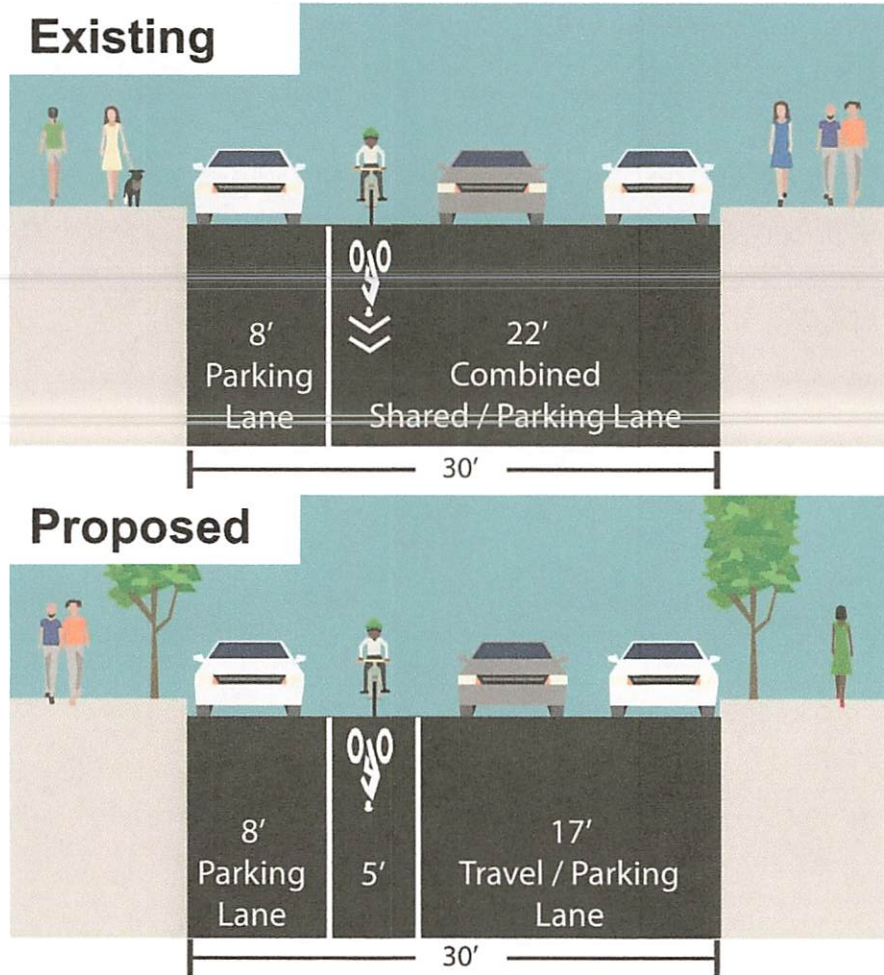 Existing
8’
Parking
Lane
22’
Combined
Shared / Parking Lane
30’
Proposed
8’
Parking
Lane
5’
17’
Travel / Parking
Lane
30’